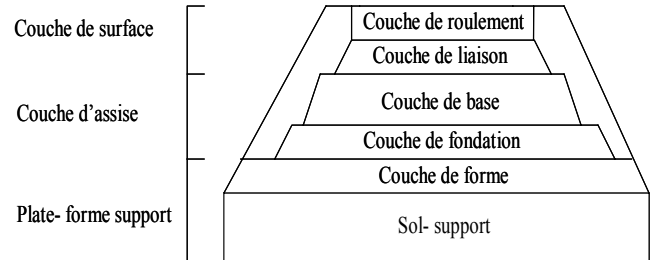 Couche de surface
Couche de roulement
Couche de liaison
Couche d'assise
Couche de base
Couche de fondation
Plate- forme support
Couche de forme
Sol- support